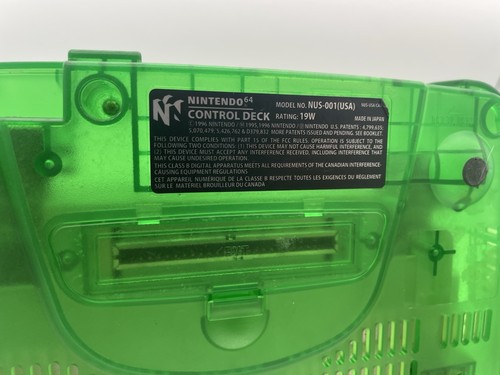 NINTENDO 64
CONTROL DECK
MODEL NO. NUS-001(USA)
RATING: 19W
MADE IN JAPAN
THIS DEVICE COMPLIES WITH PART 15 OF THE FCC RULES. OPERATION IS SUBJECT TO THE
FOLLOWING TWO CONDITIONS: (1) THIS DEVICE MAY NOT CAUSE HARMFUL INTERFERENCE, AND
(2) THIS DEVICE MUST ACCEPT ANY INTERFERENCE RECEIVED, INCLUDING INTERFERENCE THAT
MAY CAUSE UNDESIRED OPERATION.
THIS CLASS B DIGITAL APPARATUS MEETS ALL REQUIREMENTS OF THE CANADIAN INTERFERENCE
CAUSING EQUIPMENT REGULATIONS
CET APPAREIL NUMERIQUE DE LA CLASSE B RESPECTE TOUTES LES EXIGENCES DU REGLEMENT
SUR LE MATERIEL BROUILLEUR DU CANADA